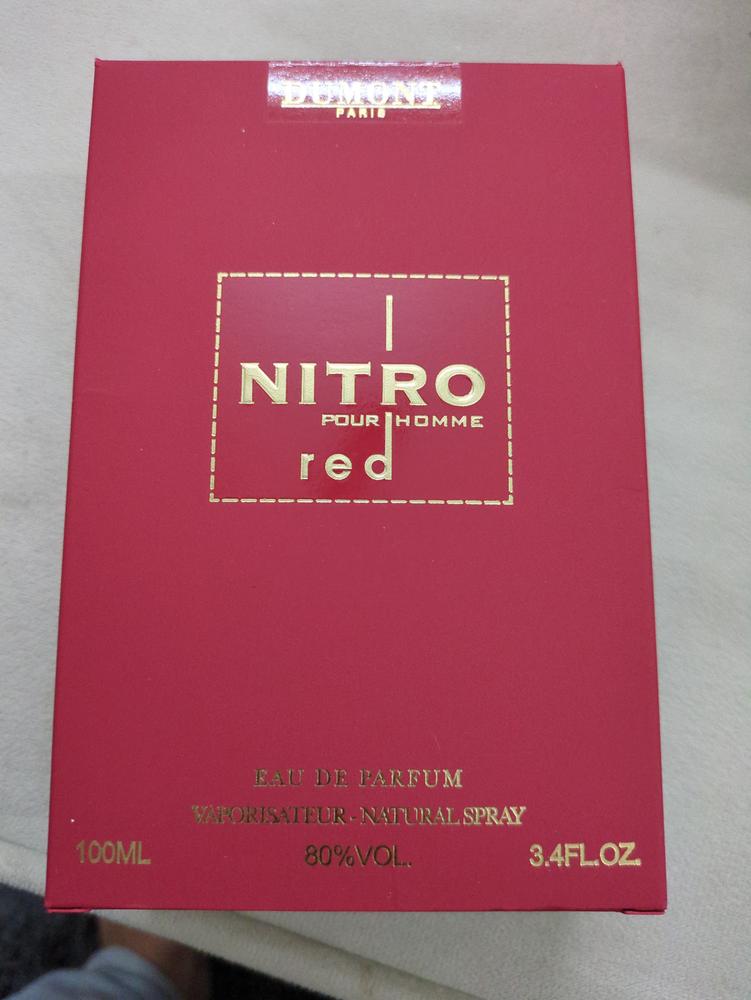 DUMONT
PARIS
NITRO
POUR HOMME
red
EAU DE PARFUM
VAPORISATEUR - NATURAL SPRAY
100ML 80%VOL. 3.4FL.OZ.